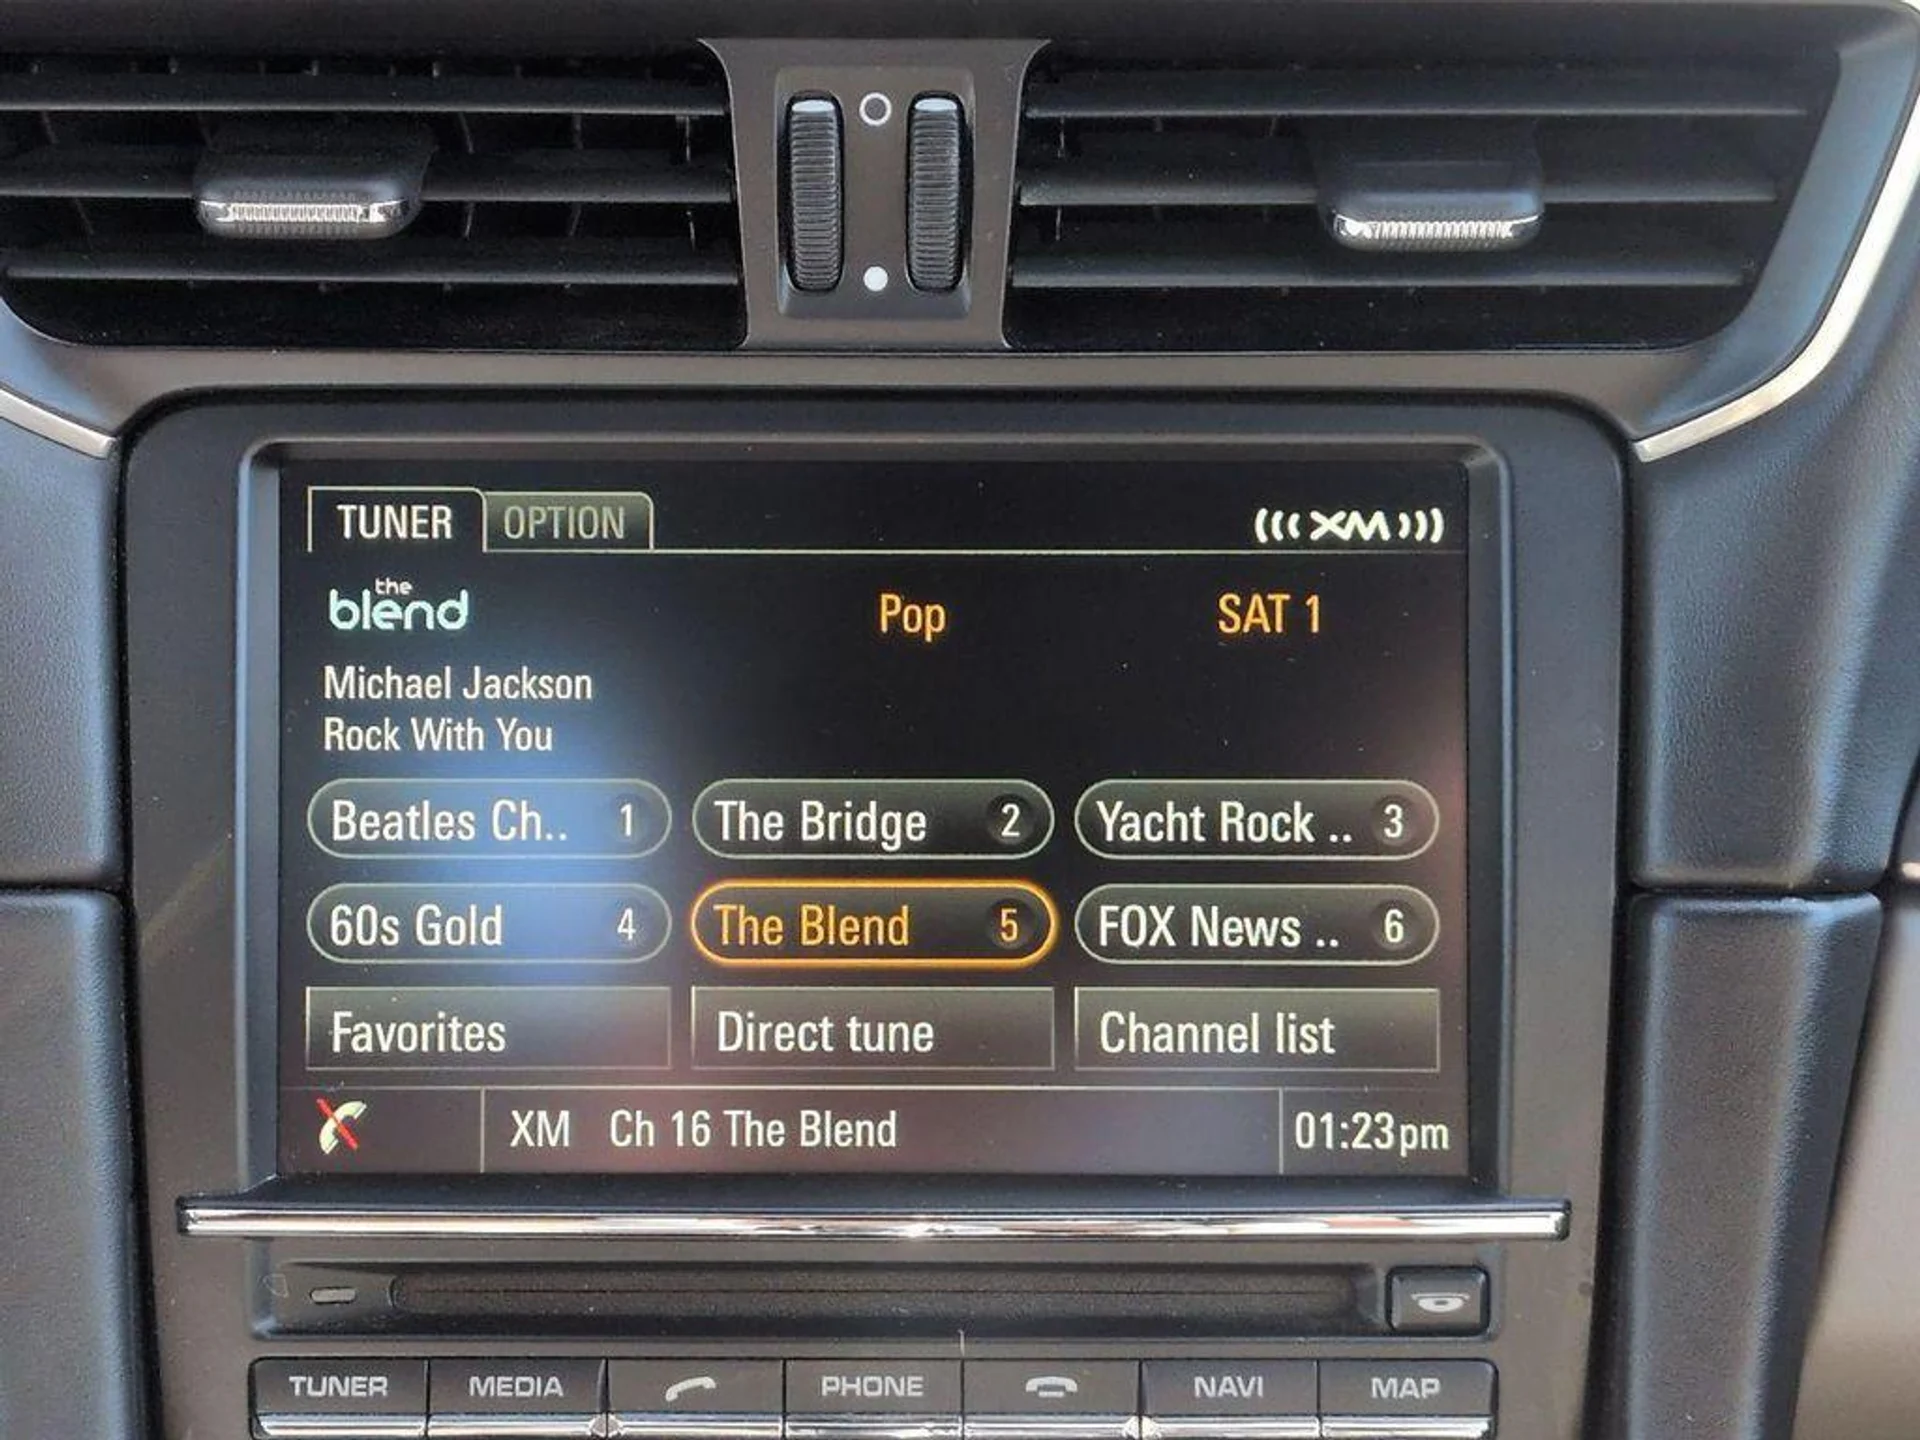 TUNER OPTION (((XM)))
the
blend Pop SAT 1
Michael Jackson
Rock With You
Beatles Ch.. 1 The Bridge 2 Yacht Rock .. 3
60s Gold 4 The Blend 5 FOX News .. 6
Favorites Direct tune Channel list
XM Ch 16 The Blend 01:23pm
TUNER MEDIA PHONE NAVI MAP